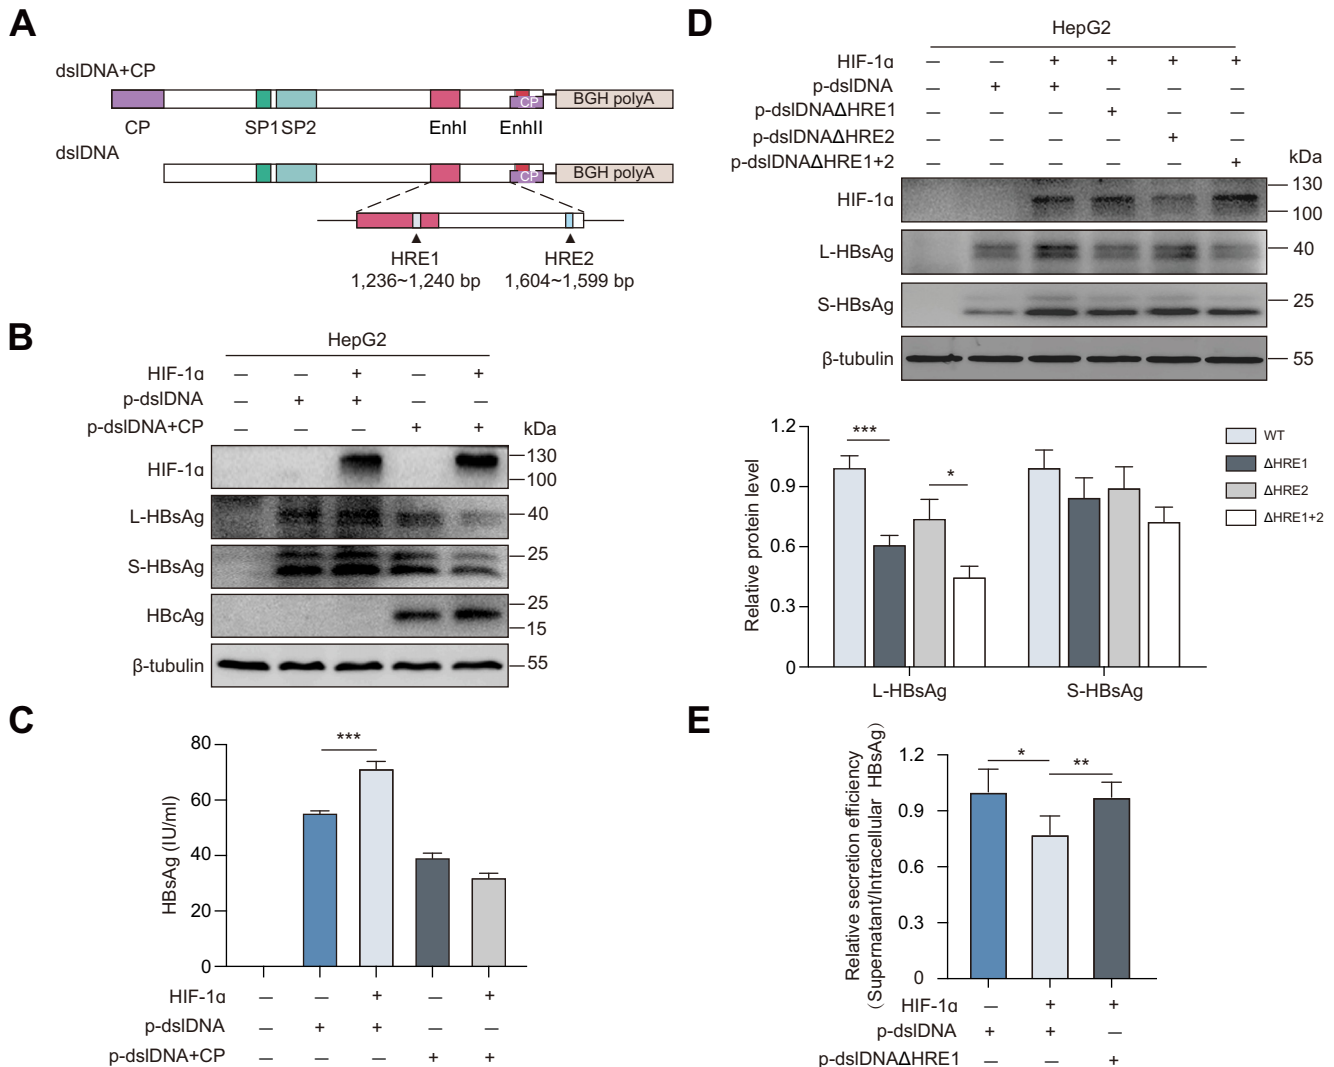 A
dslDNA+CP
CP
BGH polyA
CP
SP1 SP2
EnhI
EnhII
dslDNA
CP
BGH polyA
HRE1
HRE2
1,236~1,240 bp
1,604~1,599 bp
B
HepG2
HIF-1α — — + — +
p-dslDNA — + + — —
p-dslDNA+CP — — — + +
kDa
HIF-1α
130
100
L-HBsAg
40
S-HBsAg
25
HBcAg
25
15
β-tubulin
55
C
HBsAg (IU/ml)
80
60
40
20
0
***
HIF-1α — — + — +
p-dslDNA — + + — —
p-dslDNA+CP — — — + +
D
HepG2
HIF-1α — — + + + +
p-dslDNA — + + — — —
p-dslDNAΔHRE1 — — — + — —
p-dslDNAΔHRE2 — — — — + —
p-dslDNAΔHRE1+2 — — — — — +
kDa
HIF-1α
130
100
L-HBsAg
40
S-HBsAg
25
β-tubulin
55
Relative protein level
1.2
0.9
0.6
0.3
0
***
*
L-HBsAg
S-HBsAg
WT
ΔHRE1
ΔHRE2
ΔHRE1+2
E
Relative secretion efficiency
(Supernatant/Intracellular HBsAg)
1.2
0.9
0.6
0.3
0
*
**
HIF-1α — + +
p-dslDNA + + —
p-dslDNAΔHRE1 — — +